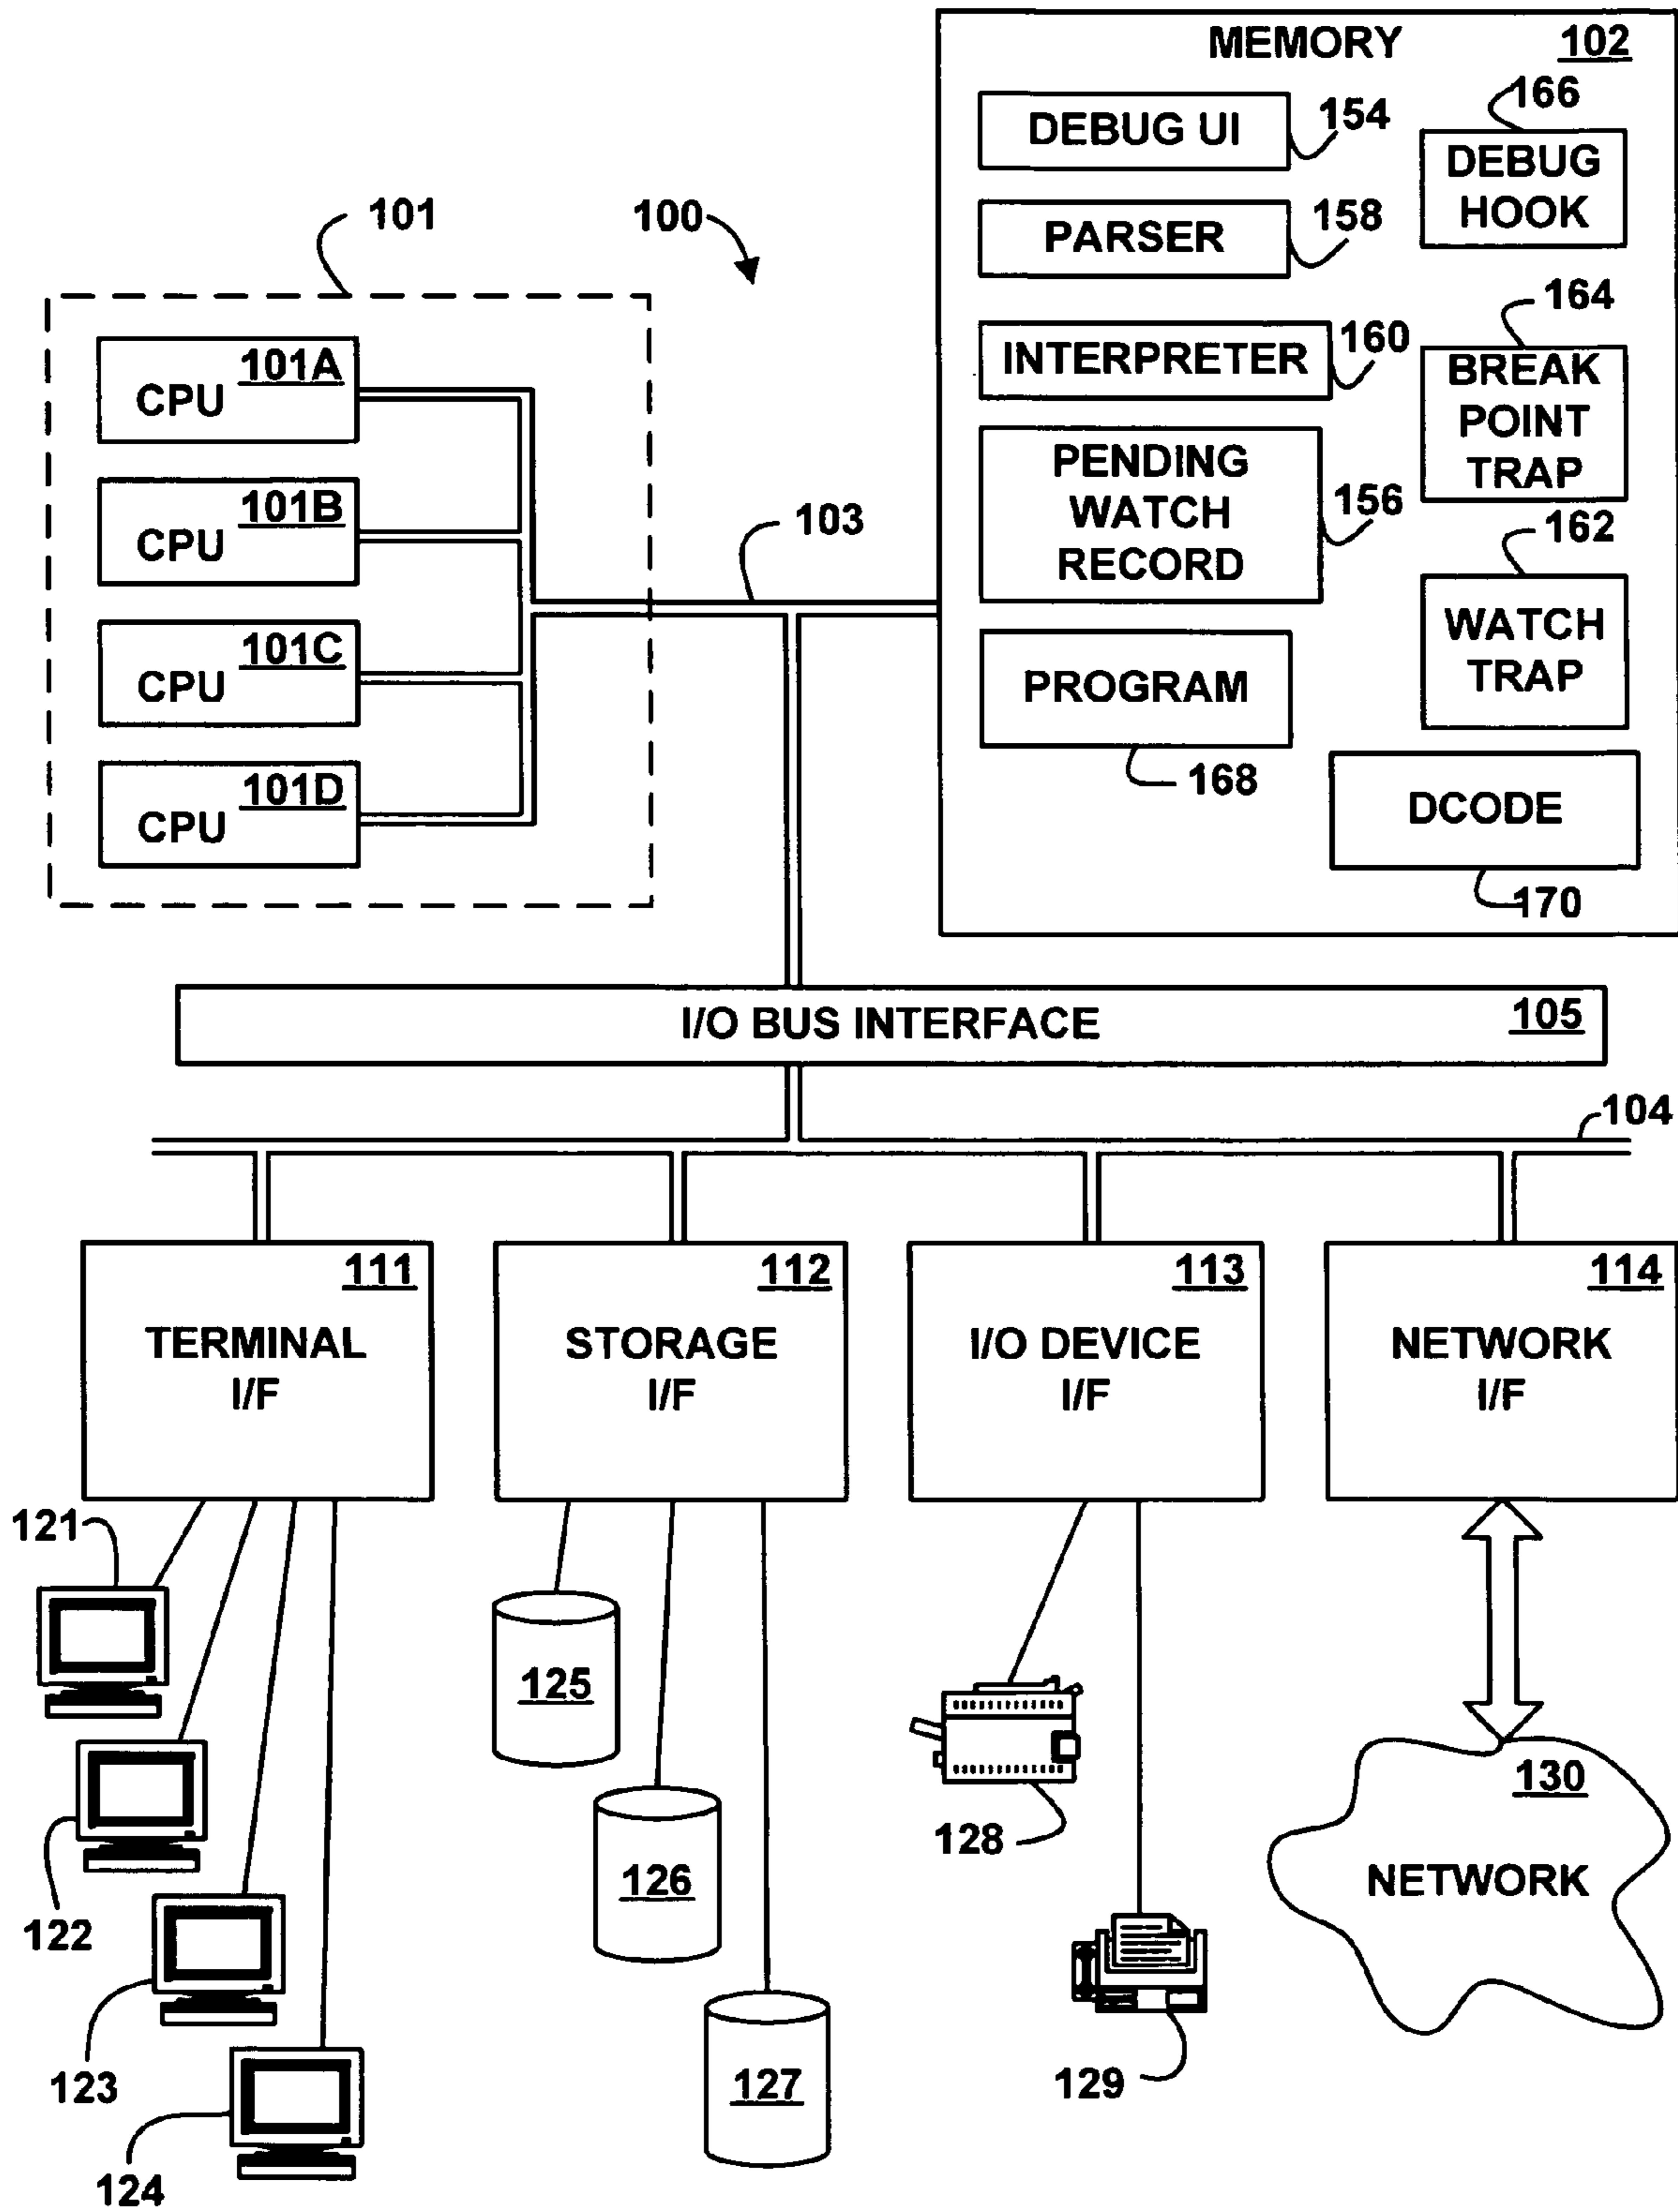 MEMORY 102
DEBUG UI 154
166
DEBUG
HOOK
PARSER 158
164
BREAK
POINT
TRAP
INTERPRETER 160
PENDING
WATCH
RECORD
156
162
WATCH
TRAP
PROGRAM
168
DCODE
170
101
100
101A
CPU
101B
CPU
101C
CPU
101D
CPU
103
I/O BUS INTERFACE 105
104
111
TERMINAL
I/F
112
STORAGE
I/F
113
I/O DEVICE
I/F
114
NETWORK
I/F
121
122
123
124
125
126
127
128
129
130
NETWORK